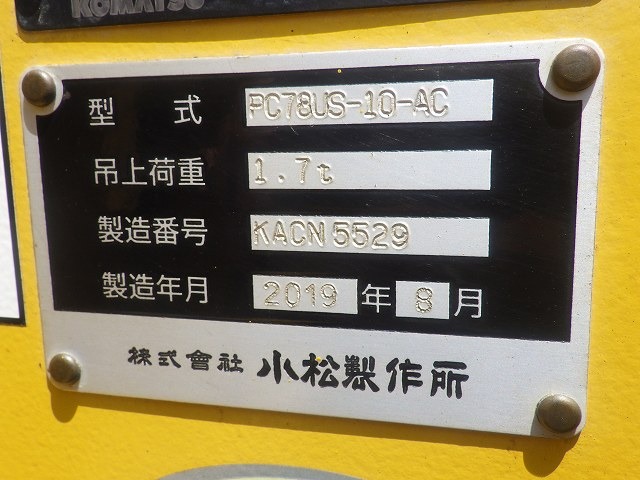 KOMATSU
型 式 PC78US-10-AC
吊上荷重 1.7t
製造番号 KACN5529
製造年月 2019年8月
株式會社 小松製作所